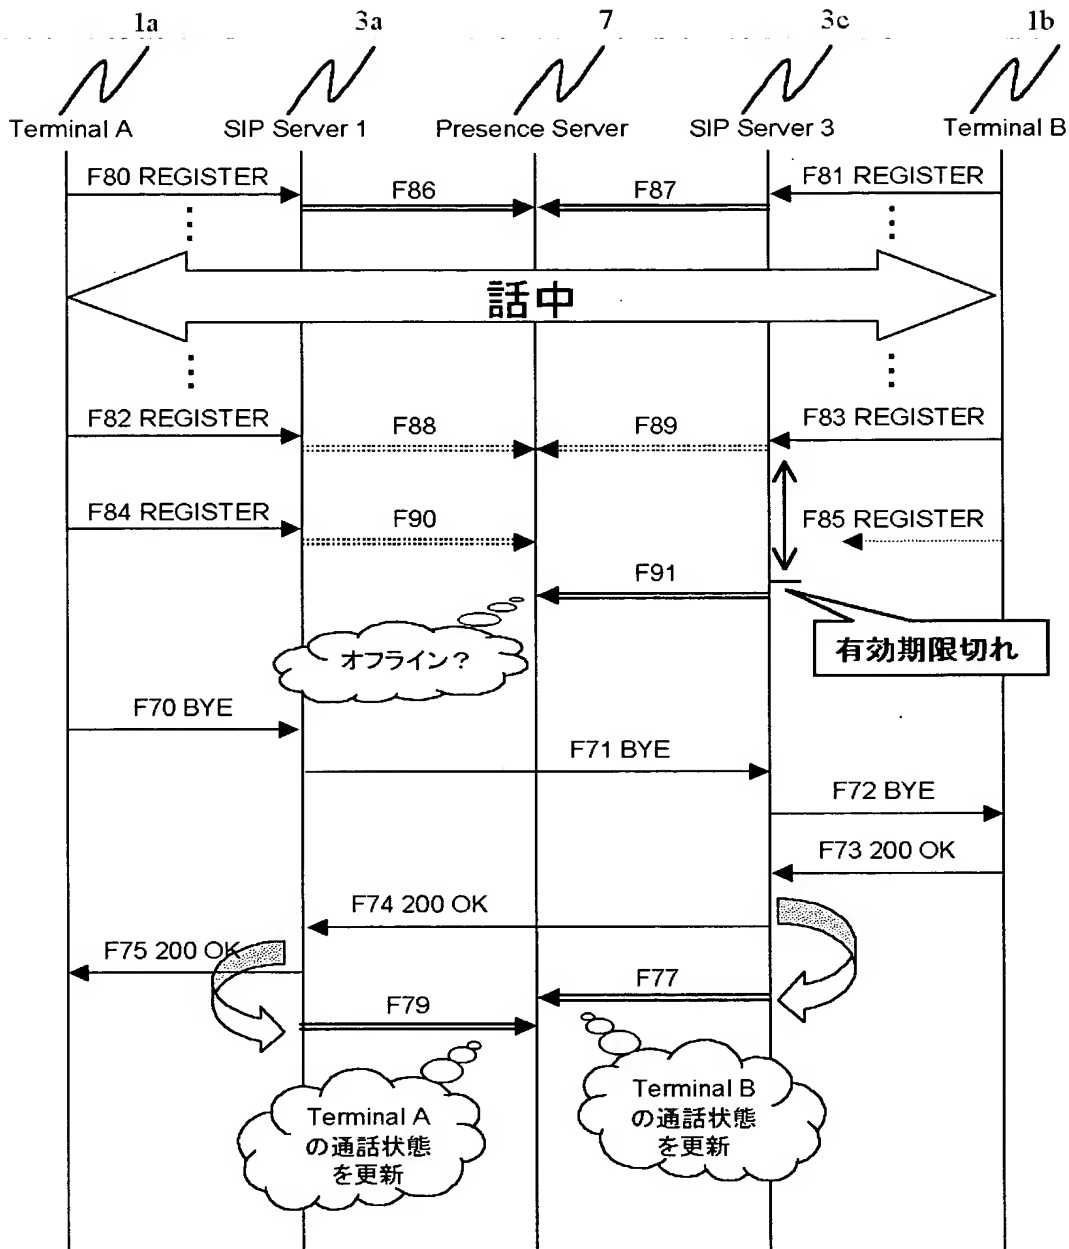 1a 3a 7 3c 1b
Terminal A SIP Server 1 Presence Server SIP Server 3 Terminal B
F80 REGISTER F86 F87 F81 REGISTER
話中
F82 REGISTER F88 F89 F83 REGISTER
F84 REGISTER F90 F85 REGISTER
F91
有効期限切れ
オフライン?
F70 BYE
F71 BYE
F72 BYE
F73 200 OK
F74 200 OK
F75 200 OK
F77
F79
Terminal B
の通話状態
を更新
Terminal A
の通話状態
を更新